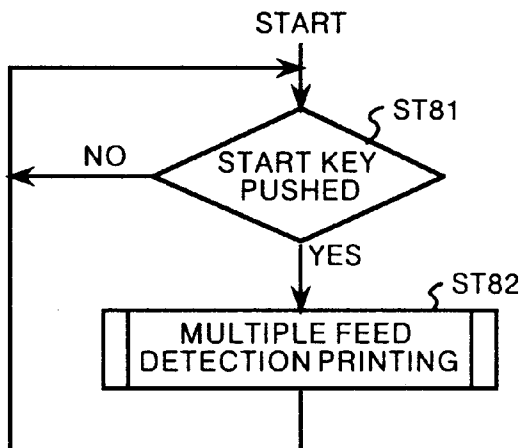 START
ST81
START KEY
PUSHED
NO
YES
ST82
MULTIPLE FEED
DETECTION PRINTING